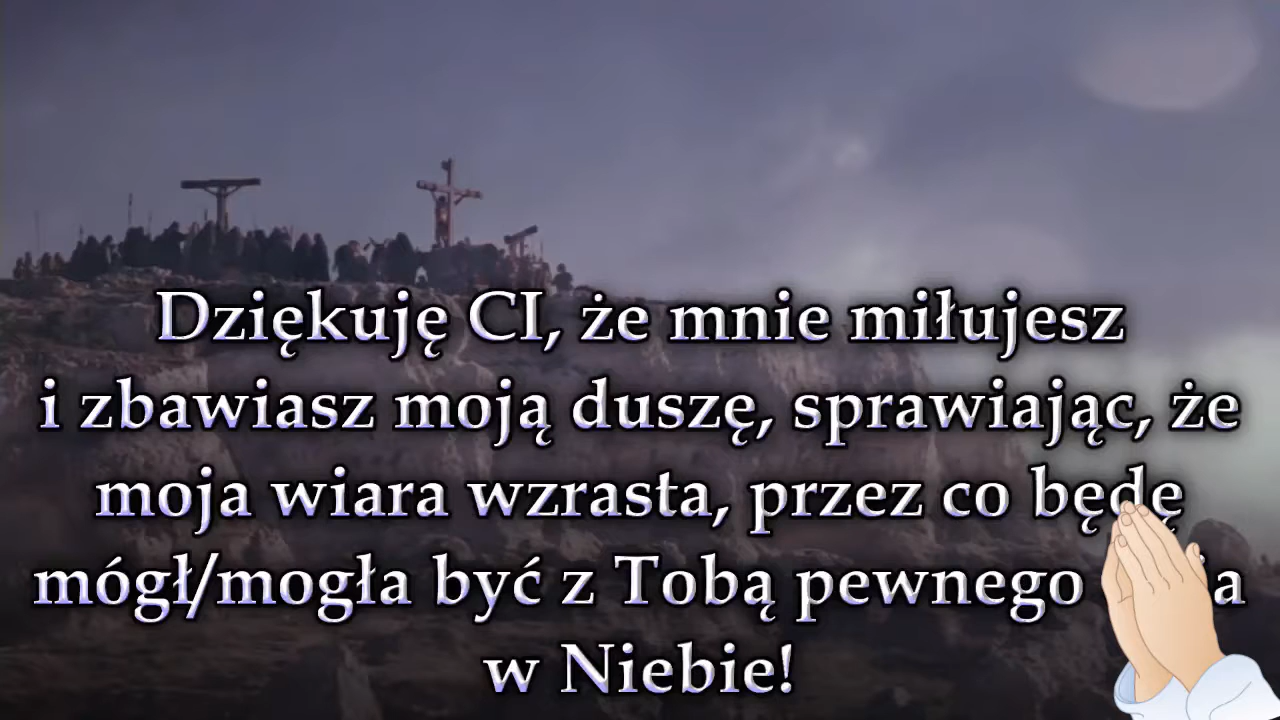 Dziękuję CI, że mnie miłujesz
i zbawiasz moją duszę, sprawiając, że
moja wiara wzrasta, przez co będę
mógł/mogła być z Tobą pewnego
w Niebie!